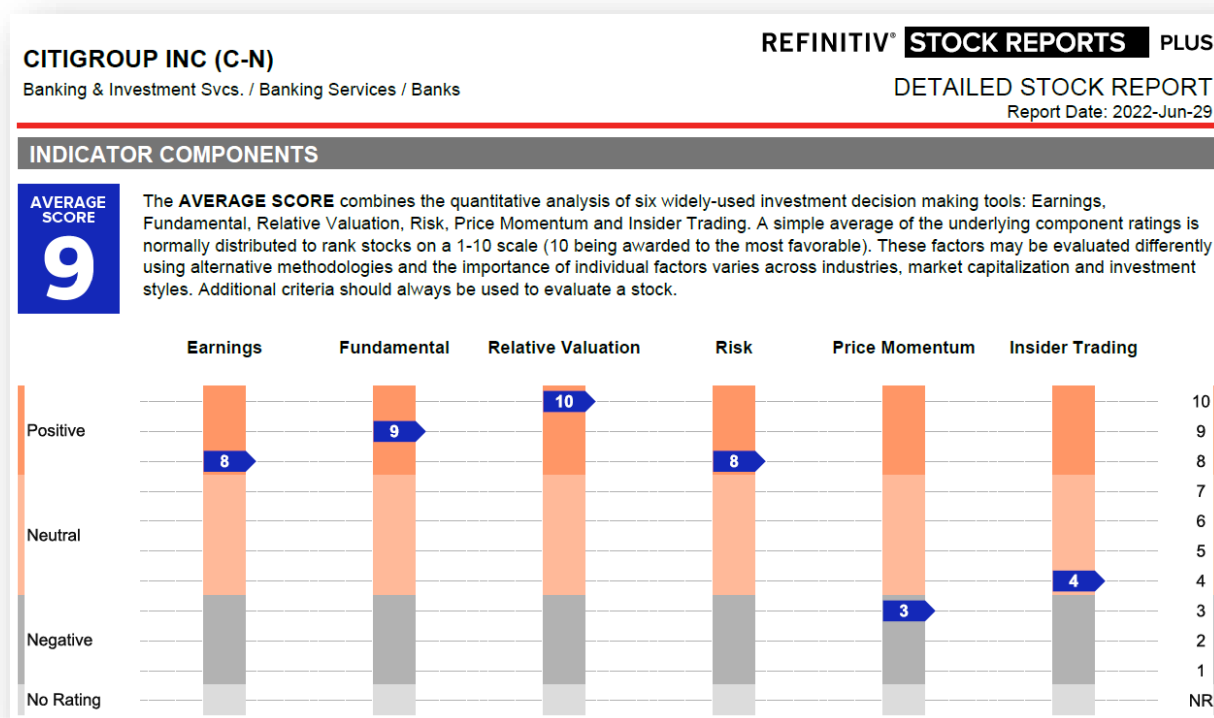 REFINITIV® STOCK REPORTS PLUS
CITIGROUP INC (C-N)
Banking & Investment Svcs. / Banking Services / Banks
DETAILED STOCK REPORT
Report Date: 2022-Jun-29
INDICATOR COMPONENTS
AVERAGE
SCORE
9
The AVERAGE SCORE combines the quantitative analysis of six widely-used investment decision making tools: Earnings,
Fundamental, Relative Valuation, Risk, Price Momentum and Insider Trading. A simple average of the underlying component ratings is
normally distributed to rank stocks on a 1-10 scale (10 being awarded to the most favorable). These factors may be evaluated differently
using alternative methodologies and the importance of individual factors varies across industries, market capitalization and investment
styles. Additional criteria should always be used to evaluate a stock.
Earnings Fundamental Relative Valuation Risk Price Momentum Insider Trading
10 10
Positive 9 9
8 8 8
7
6
Neutral
5
4 4
3 3
Negative 2
1
No Rating NR